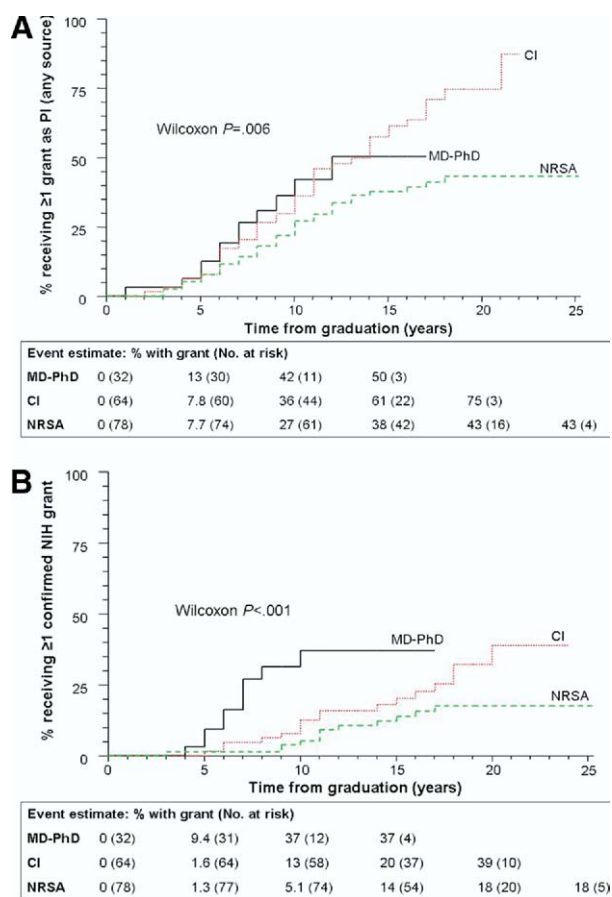 A
% receiving ≥1 grant as PI (any source)
100
75
50
25
0
Wilcoxon P=.006
CI
MD-PhD
NRSA
0 5 10 15 20 25
Time from graduation (years)
Event estimate: % with grant (No. at risk)
MD-PhD 0 (32) 13 (30) 42 (11) 50 (3)
CI 0 (64) 7.8 (60) 36 (44) 61 (22) 75 (3)
NRSA 0 (78) 7.7 (74) 27 (61) 38 (42) 43 (16) 43 (4)
B
% receiving ≥1 confirmed NIH grant
100
75
50
25
0
Wilcoxon P<.001
MD-PhD
CI
NRSA
0 5 10 15 20 25
Time from graduation (years)
Event estimate: % with grant (No. at risk)
MD-PhD 0 (32) 9.4 (31) 37 (12) 37 (4)
CI 0 (64) 1.6 (64) 13 (58) 20 (37) 39 (10)
NRSA 0 (78) 1.3 (77) 5.1 (74) 14 (54) 18 (20) 18 (5)